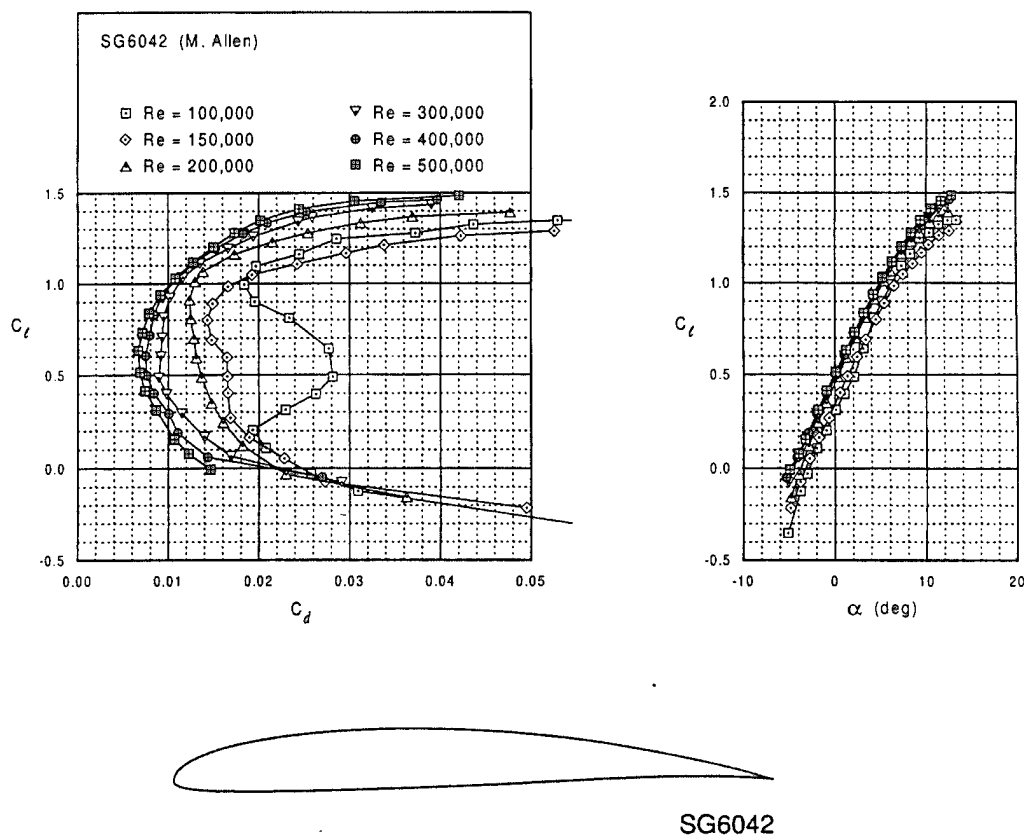 SG6042 (M. Allen)
Re = 100,000
Re = 300,000
Re = 150,000
Re = 400,000
Re = 200,000
Re = 500,000
1.5
1.0
0.5
0.0
-0.5
C_ℓ
0.00 0.01 0.02 0.03 0.04 0.05
C_d
2.0
1.5
1.0
0.5
0.0
-0.5
C_ℓ
-10 0 10 20
α (deg)
SG6042